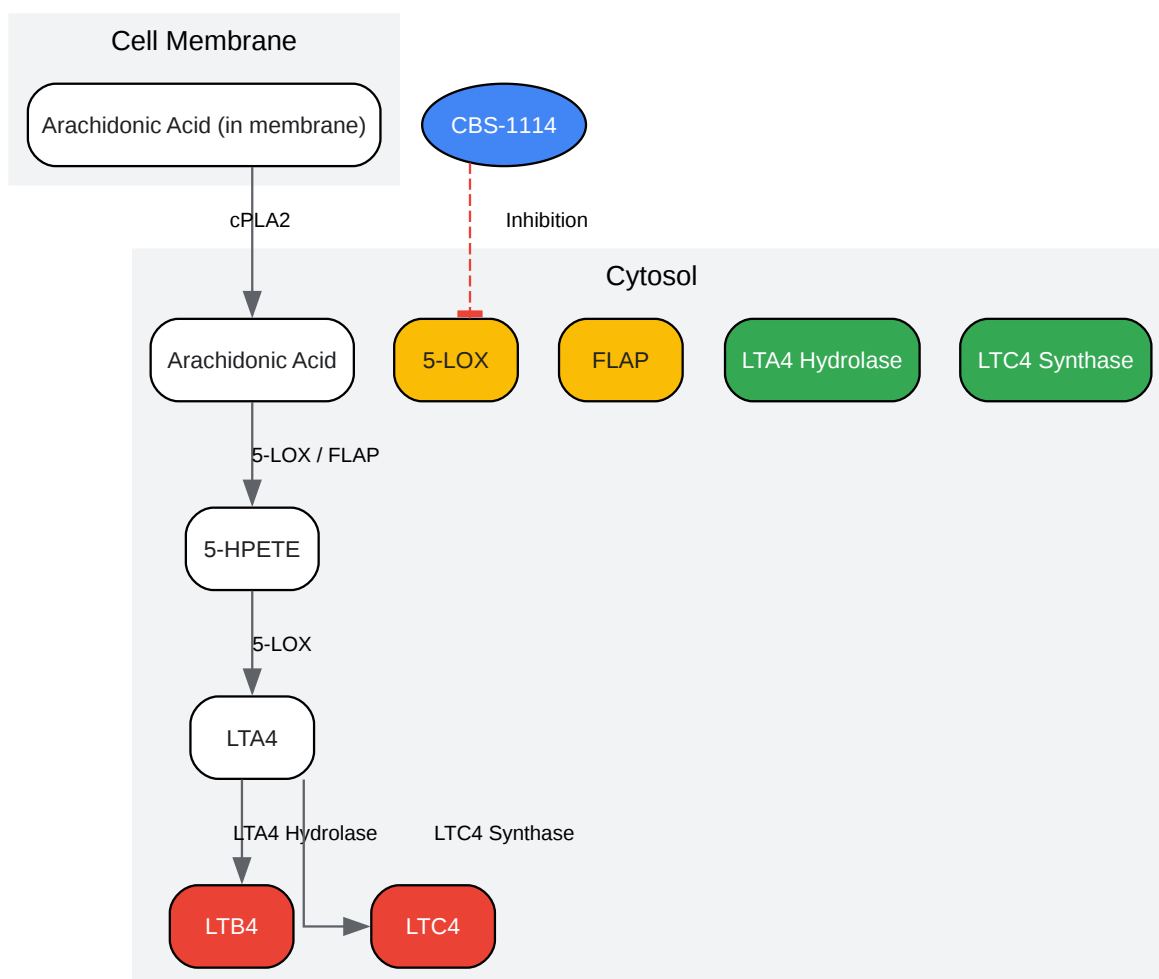 Cell Membrane
Arachidonic Acid (in membrane)
CBS-1114
cPLA2
Inhibition
Cytosol
Arachidonic Acid
5-LOX
FLAP
LTA4 Hydrolase
LTC4 Synthase
5-LOX / FLAP
5-HPETE
5-LOX
LTA4
LTA4 Hydrolase
LTC4 Synthase
LTB4
LTC4